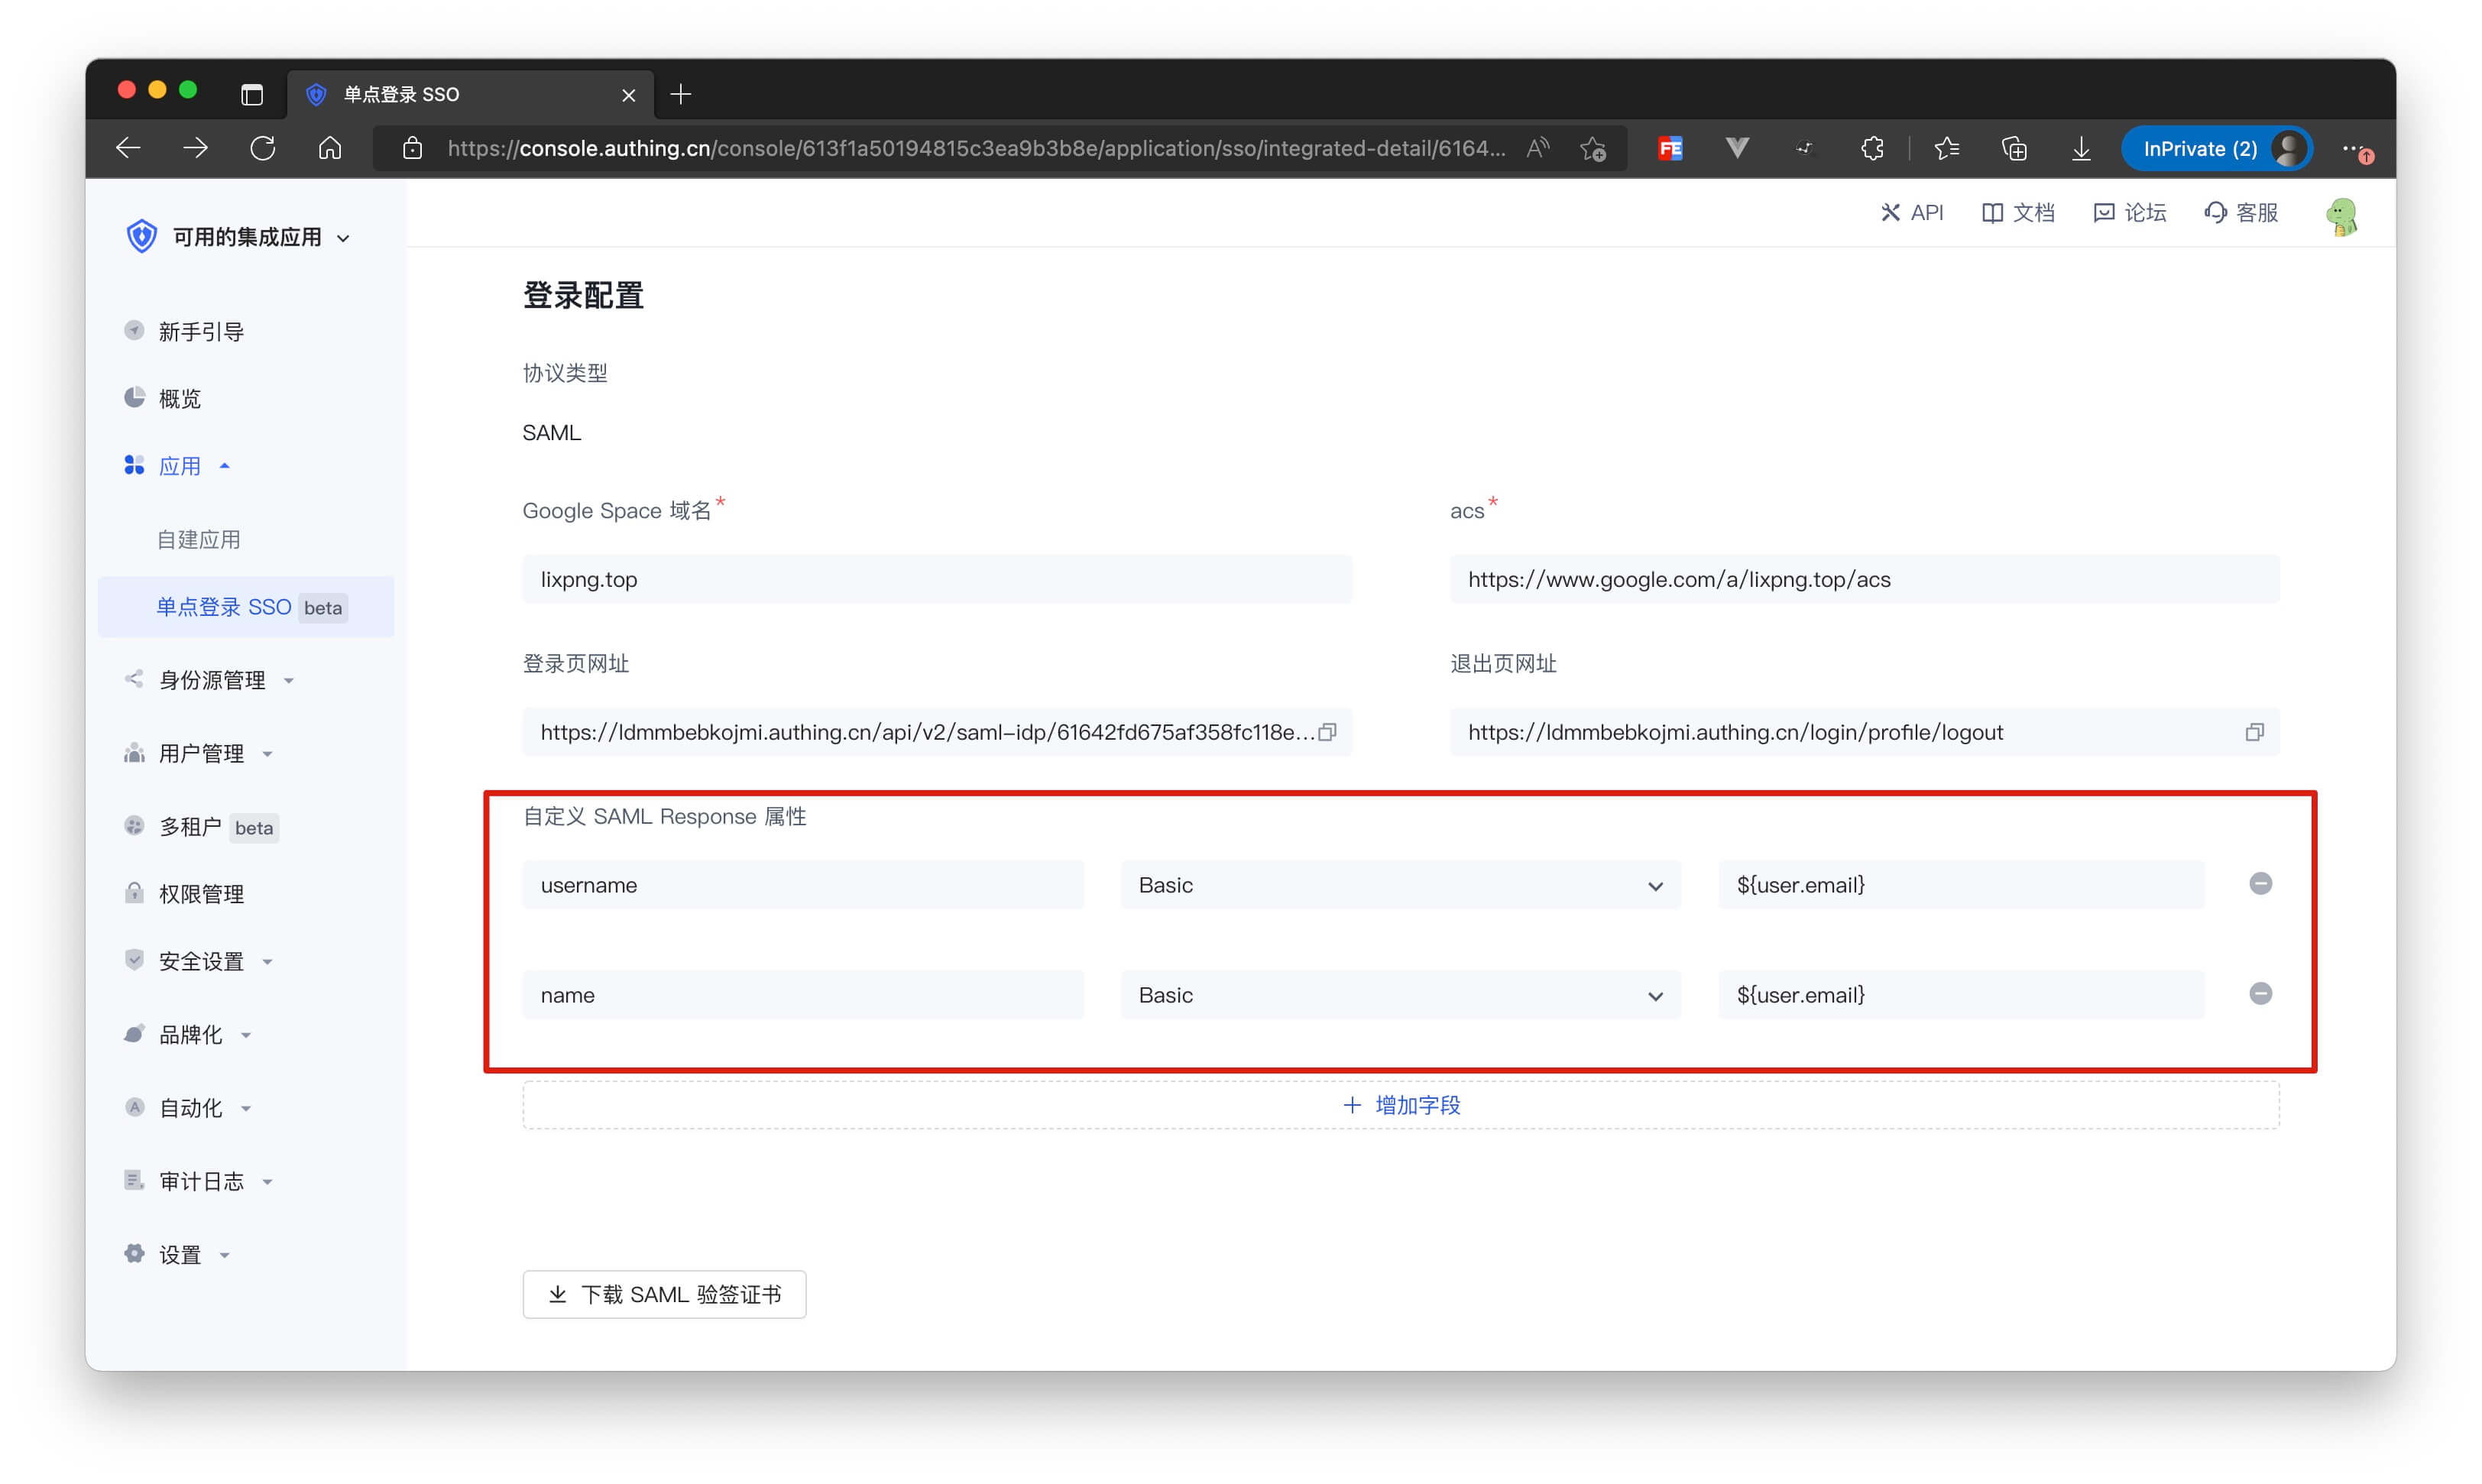 单点登录 SSO
https://console.authing.cn/console/613f1a50194815c3ea9b3b8e/application/sso/integrated-detail/6164...
FE
InPrivate (2)
可用的集成应用
API
文档
论坛
客服
新手引导
概览
应用
自建应用
单点登录 SSO beta
身份源管理
用户管理
多租户 beta
权限管理
安全设置
品牌化
自动化
审计日志
设置
登录配置
协议类型
SAML
Google Space 域名*
acs*
lixpng.top
https://www.google.com/a/lixpng.top/acs
登录页网址
退出页网址
https://ldmmbebkojmi.authing.cn/api/v2/saml-idp/61642fd675af358fc118e...
https://ldmmbebkojmi.authing.cn/login/profile/logout
自定义 SAML Response 属性
username
Basic
${user.email}
name
Basic
${user.email}
+ 增加字段
下载 SAML 验签证书